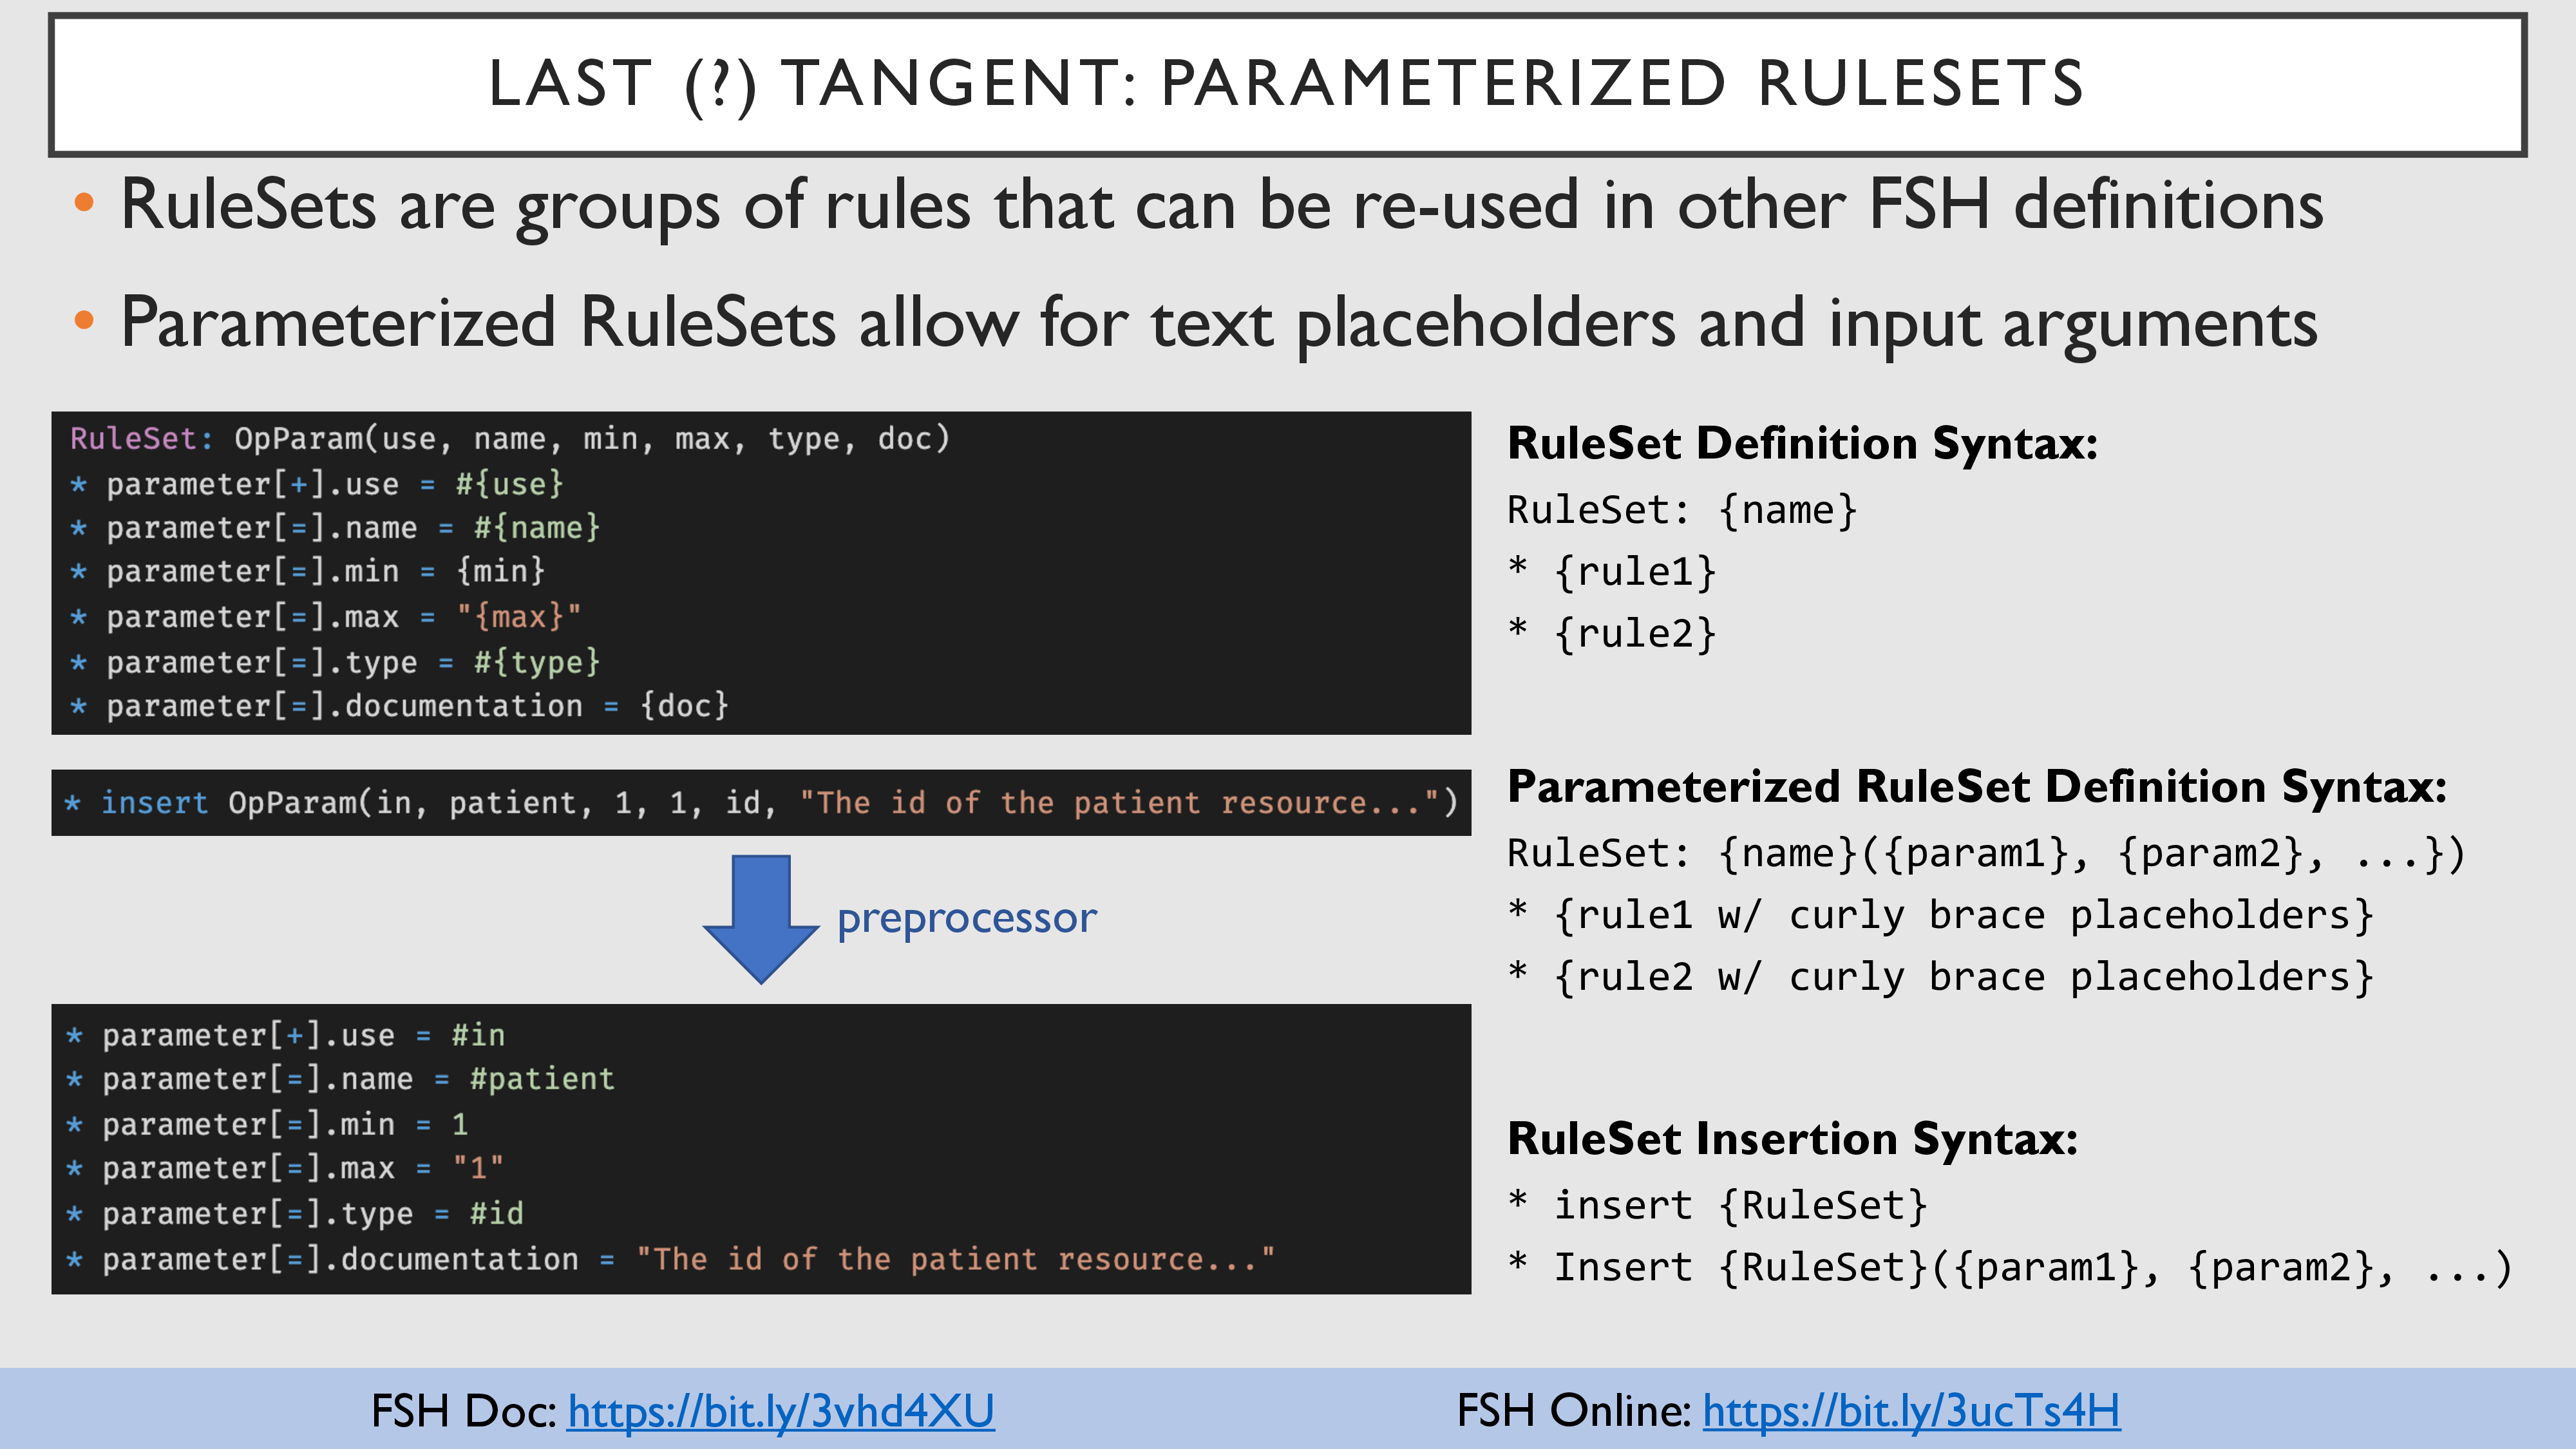 LAST (?) TANGENT: PARAMETERIZED RULESETS
• RuleSets are groups of rules that can be re-used in other FSH definitions
• Parameterized RuleSets allow for text placeholders and input arguments
RuleSet: OpParam(use, name, min, max, type, doc)
* parameter[+].use = #{use}
* parameter[=].name = #{name}
* parameter[=].min = {min}
* parameter[=].max = "{max}"
* parameter[=].type = #{type}
* parameter[=].documentation = {doc}
* insert OpParam(in, patient, 1, 1, id, "The id of the patient resource...")
preprocessor
* parameter[+].use = #in
* parameter[=].name = #patient
* parameter[=].min = 1
* parameter[=].max = "1"
* parameter[=].type = #id
* parameter[=].documentation = "The id of the patient resource..."
RuleSet Definition Syntax:
RuleSet: {name}
* {rule1}
* {rule2}
Parameterized RuleSet Definition Syntax:
RuleSet: {name}({param1}, {param2}, ...})
* {rule1 w/ curly brace placeholders}
* {rule2 w/ curly brace placeholders}
RuleSet Insertion Syntax:
* insert {RuleSet}
* Insert {RuleSet}({param1}, {param2}, ...)
FSH Doc: https://bit.ly/3vhd4XU
FSH Online: https://bit.ly/3ucTs4H